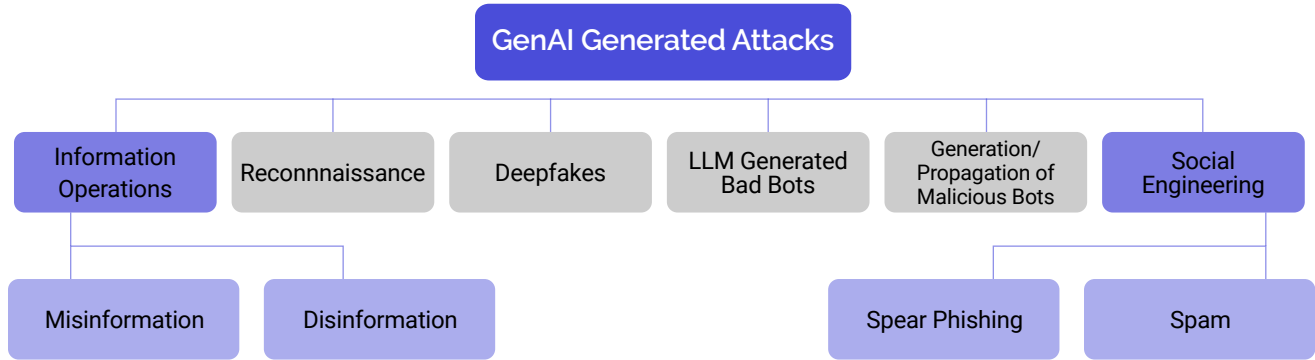 GenAI Generated Attacks
Information
Operations
Reconnnaissance
Deepfakes
LLM Generated
Bad Bots
Generation/
Propagation of
Malicious Bots
Social
Engineering
Misinformation
Disinformation
Spear Phishing
Spam